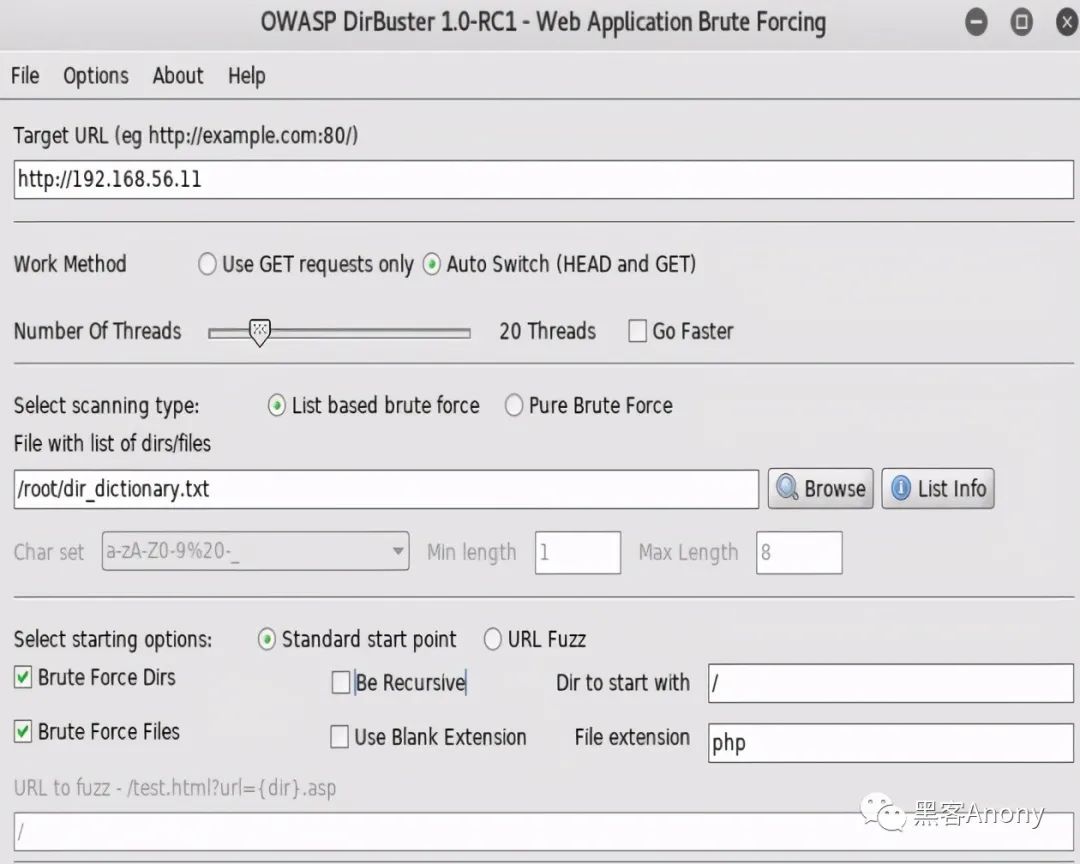 OWASP DirBuster 1.0-RC1 - Web Application Brute Forcing
File Options About Help
Target URL (eg http://example.com:80/)
http://192.168.56.11
Work Method Use GET requests only Auto Switch (HEAD and GET)
Number Of Threads 20 Threads Go Faster
Select scanning type: List based brute force Pure Brute Force
File with list of dirs/files
/root/dir_dictionary.txt Browse List Info
Char set a-zA-Z0-9%20-_ Min length 1 Max Length 8
Select starting options: Standard start point URL Fuzz
Brute Force Dirs Be Recursive Dir to start with /
Brute Force Files Use Blank Extension File extension php
URL to fuzz - /test.html?url={dir}.asp
/
黑客Anony